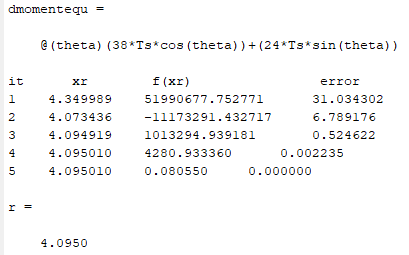 dmomentequ =
@(theta)(38*Ts*cos(theta))+(24*Ts*sin(theta))
it xr f(xr) error
1 4.349989 51990677.752771 31.034302
2 4.073436 -11173291.432717 6.789176
3 4.094919 1013294.939181 0.524622
4 4.095010 4280.933360 0.002235
5 4.095010 0.080550 0.000000
r =
4.0950